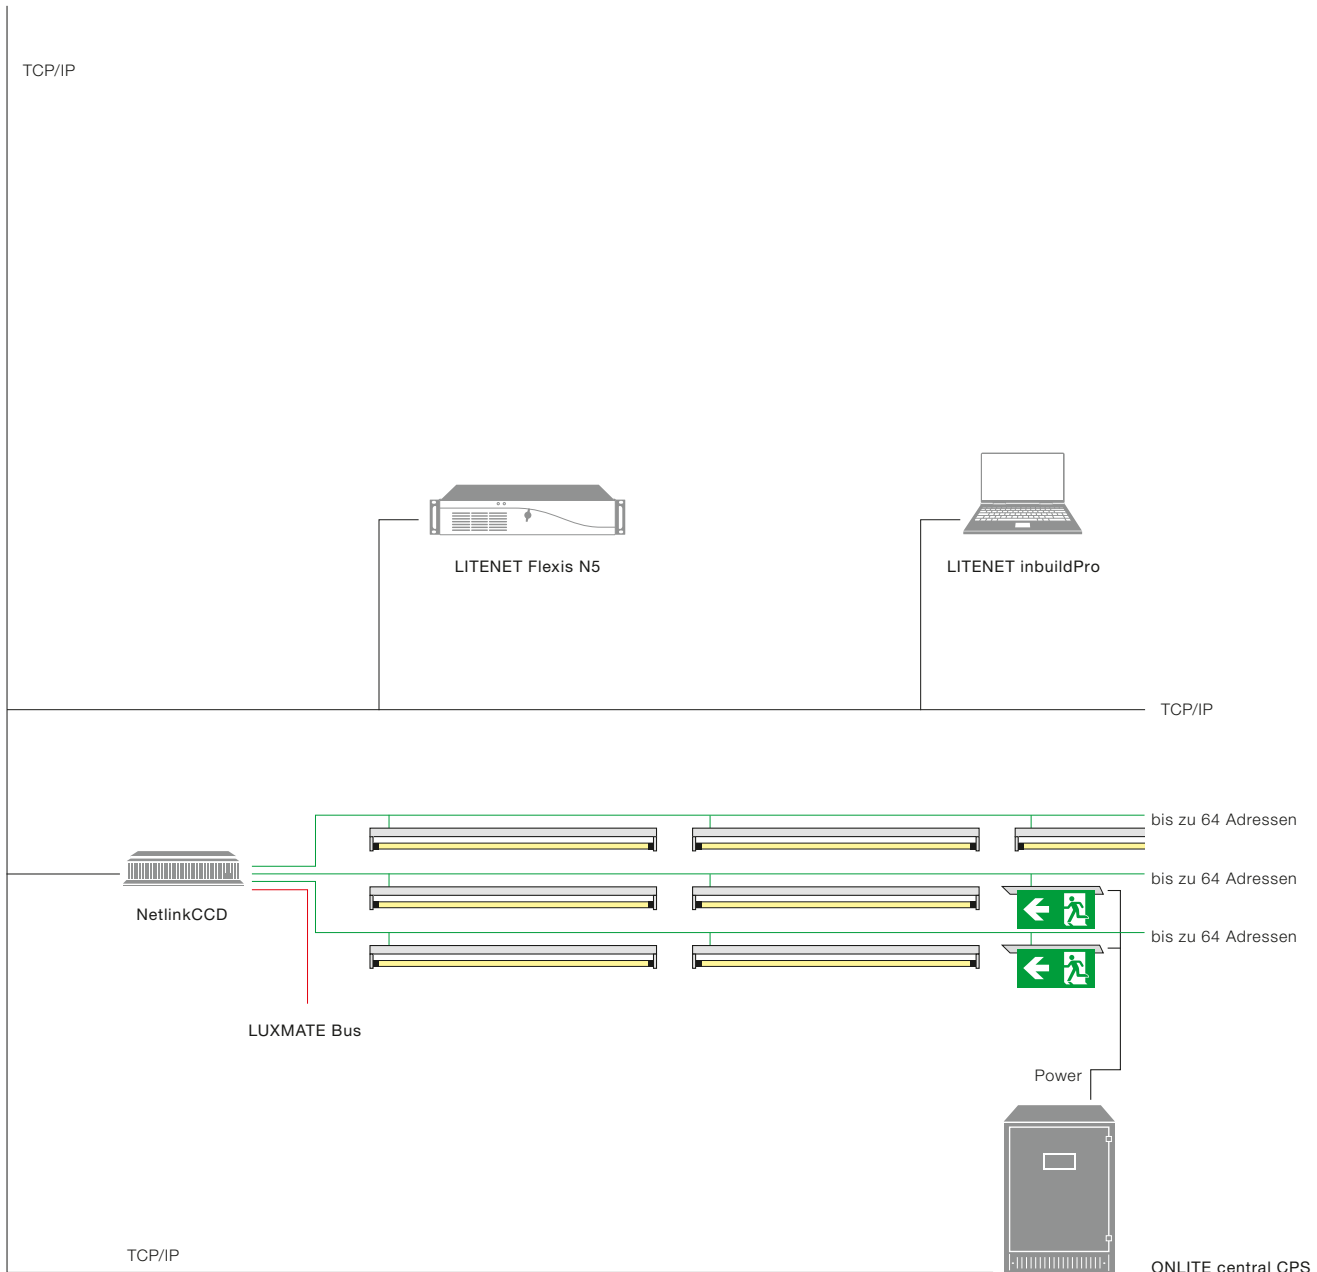 TCP/IP
LITENET Flexis N5
LITENET inbuildPro
TCP/IP
bis zu 64 Adressen
bis zu 64 Adressen
NetlinkCCD
bis zu 64 Adressen
LUXMATE Bus
Power
TCP/IP
ONLITE central CPS